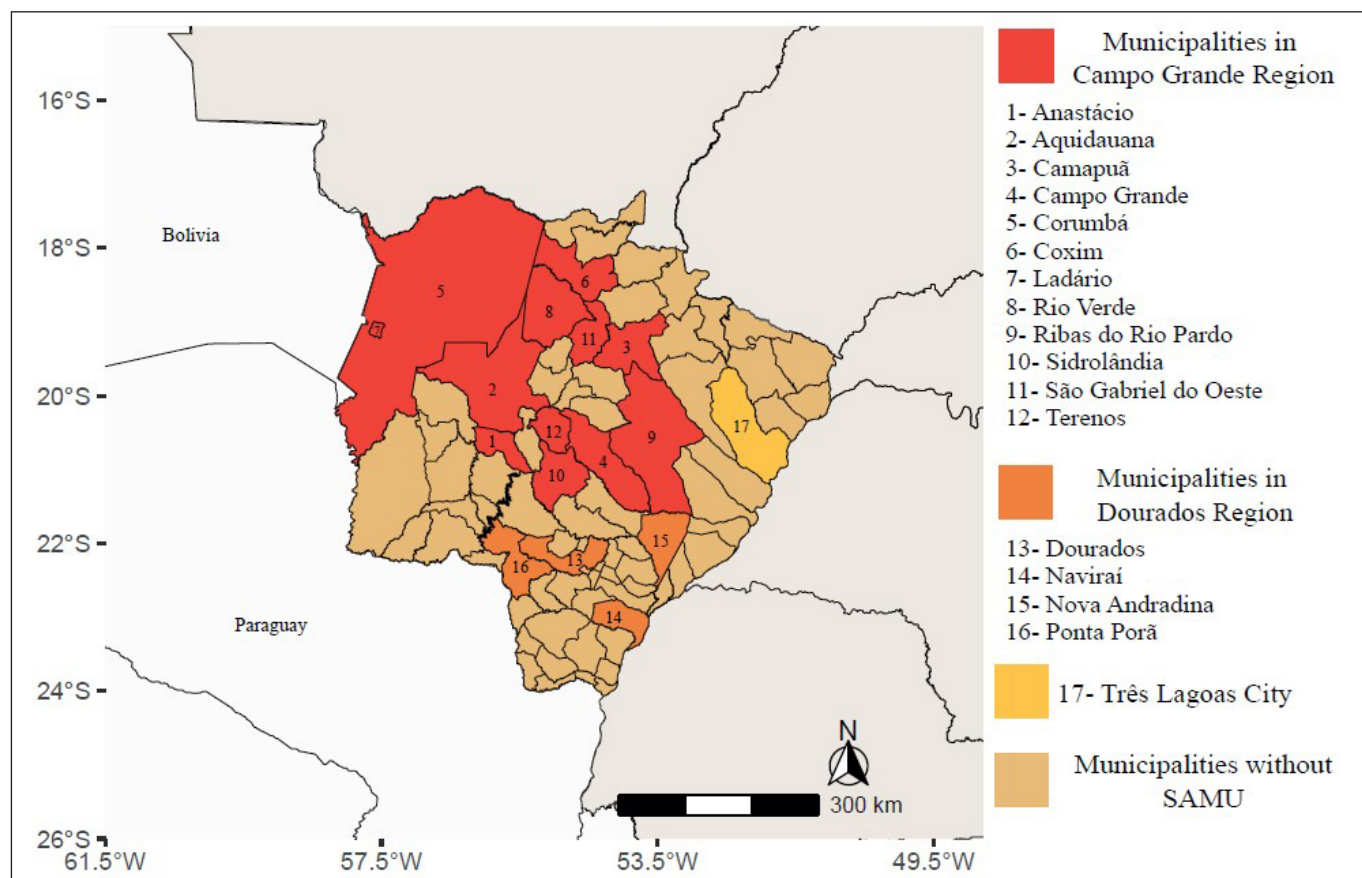 16°S
18°S
20°S
22°S
24°S
26°S
61.5°W
57.5°W
53.5°W
49.5°W
Bolivia
Paraguay
5
6
8
7
11
3
2
17
12
1
9
4
10
15
13
16
14
N
300 km
Municipalities in
Campo Grande Region
1- Anastácio
2- Aquidauana
3- Camapuã
4- Campo Grande
5- Corumbá
6- Coxim
7- Ladário
8- Rio Verde
9- Ribas do Rio Pardo
10- Sidrolândia
11- São Gabriel do Oeste
12- Terenos
Municipalities in
Dourados Region
13- Dourados
14- Naviraí
15- Nova Andradina
16- Ponta Porã
17- Três Lagoas City
Municipalities without
SAMU